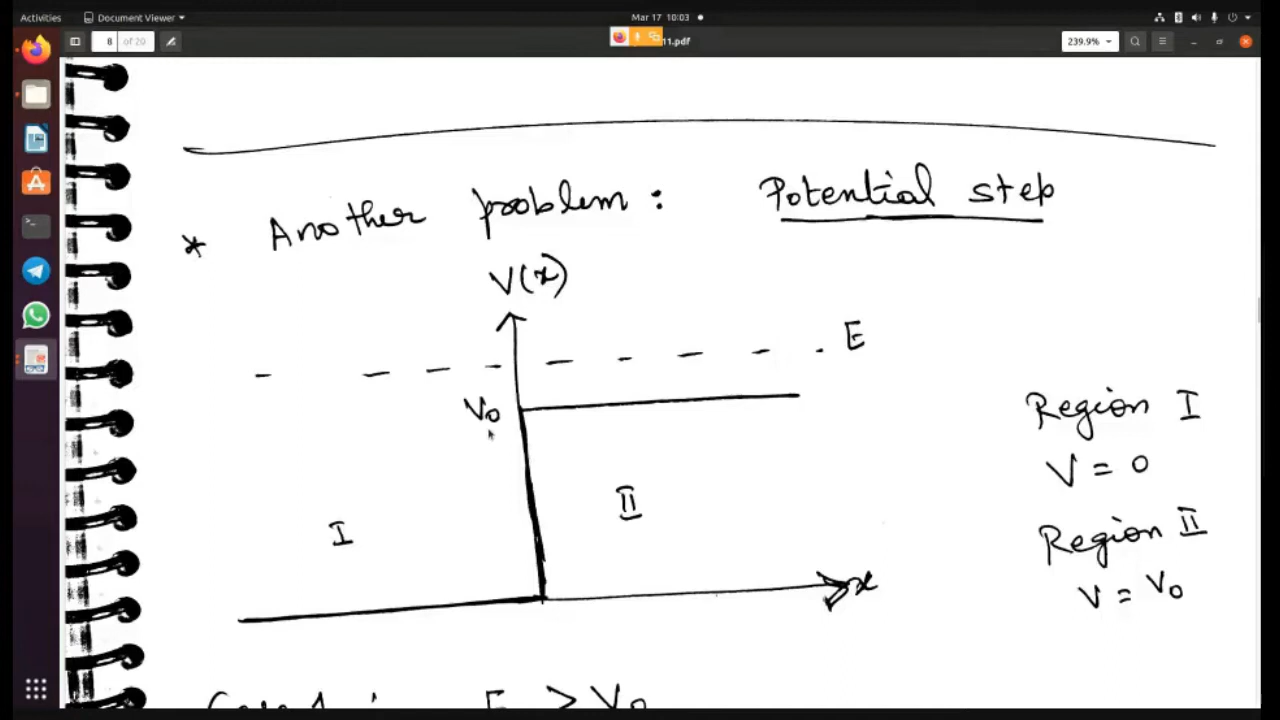 Activities Document Viewer Mar 17 10:03
8 of 20 11.pdf 239.9%
* Another problem : Potential step
V(x)
E
V₀
Region I
V = 0
I
II
Region II
V = V₀
x
E > V₀